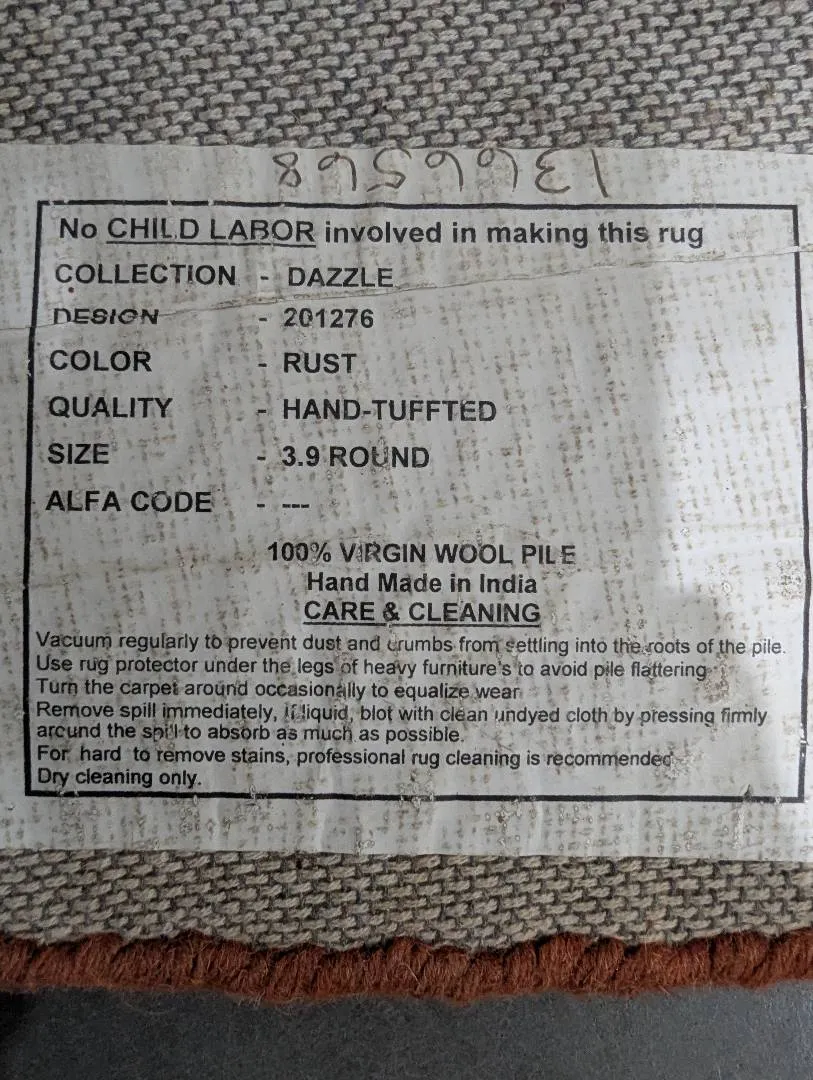 1366568
No CHILD LABOR involved in making this rug
COLLECTION - DAZZLE
DESIGN - 201276
COLOR - RUST
QUALITY - HAND-TUFFTED
SIZE - 3.9 ROUND
ALFA CODE - ---
100% VIRGIN WOOL PILE
Hand Made in India
CARE & CLEANING
Vacuum regularly to prevent dust and crumbs from settling into the roots of the pile.
Use rug protector under the legs of heavy furniture's to avoid pile flattering
Turn the carpet around occasionally to equalize wear
Remove spill immediately, if liquid, blot with clean undyed cloth by pressing firmly
around the spill to absorb as much as possible.
For hard to remove stains, professional rug cleaning is recommended
Dry cleaning only.